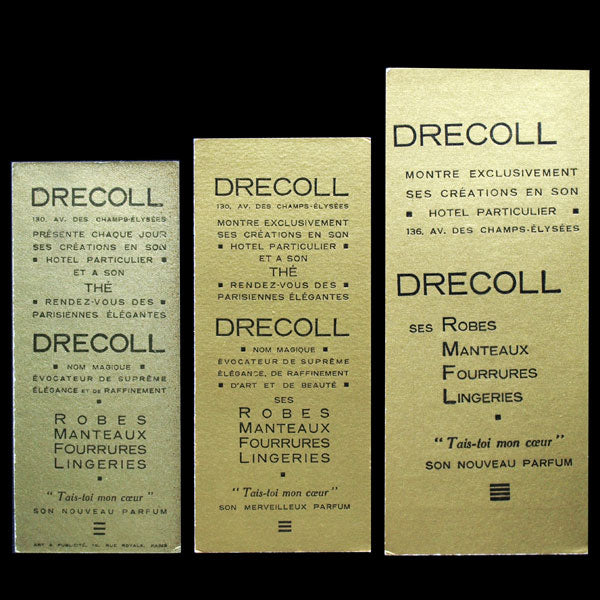 DRECOLL
130, AV. DES CHAMPS-ÉLYSÉES
PRÉSENTE CHAQUE JOUR
SES CRÉATIONS EN SON
▪ HOTEL PARTICULIER ▪
ET A SON
THÉ
▪ RENDEZ-VOUS DES ▪
PARISIENNES ÉLÉGANTES
DRECOLL
▪ NOM MAGIQUE ▪
ÉVOCATEUR DE SUPRÊME
ÉLÉGANCE ET DE RAFFINEMENT
ROBES
MANTEAUX
FOURRURES
LINGERIES
"Tais-toi mon cœur"
SON NOUVEAU PARFUM
ART & PUBLICITÉ, 16, RUE ROYALE, PARIS
DRECOLL
130, AV. DES CHAMPS-ÉLYSÉES
MONTRE EXCLUSIVEMENT
SES CRÉATIONS EN SON
▪ HOTEL PARTICULIER ▪
ET A SON
THÉ
▪ RENDEZ-VOUS DES ▪
PARISIENNES ÉLÉGANTES
DRECOLL
▪ NOM MAGIQUE ▪
ÉVOCATEUR DE SUPRÊME
ÉLÉGANCE, DE RAFFINEMENT
▪ D'ART ET DE BEAUTÉ ▪
SES
ROBES
MANTEAUX
FOURRURES
LINGERIES
"Tais-toi mon cœur"
SON MERVEILLEUX PARFUM
DRECOLL
MONTRE EXCLUSIVEMENT
SES CRÉATIONS EN SON
▪ HOTEL PARTICULIER ▪
136, AV. DES CHAMPS-ÉLYSÉES
DRECOLL
SES ROBES
MANTEAUX
FOURRURES
LINGERIES
"Tais-toi mon cœur"
SON NOUVEAU PARFUM